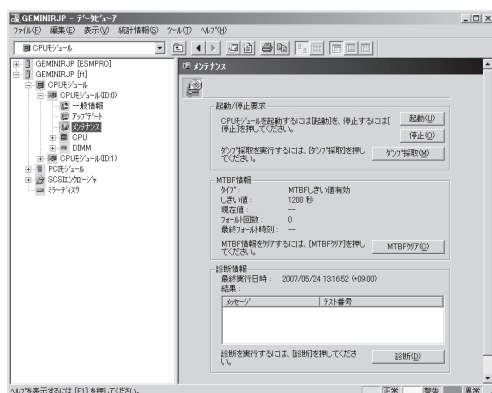 GEMINIR.JP - ﾃﾞｰﾀﾋﾞｭｰｱ
ﾌｧｲﾙ(F) 編集(E) 表示(V) 統計情報(S) ﾂｰﾙ(T) ﾍﾙﾌﾟ(H)
CPUﾓｼﾞｭｰﾙ
GEMINIR.JP [ESMPRO]
GEMINIR.JP [ft]
CPUﾓｼﾞｭｰﾙ
CPUﾓｼﾞｭｰﾙ(ID:0)
一般情報
ｱｯﾌﾟﾃﾞｰﾄ
ﾒﾝﾃﾅﾝｽ
CPU
DIMM
CPUﾓｼﾞｭｰﾙ(ID:1)
PCIﾓｼﾞｭｰﾙ
SCSIｴﾝｸﾛｰｼﾞｬ
ﾐﾗｰﾃﾞｨｽｸ
ﾒﾝﾃﾅﾝｽ
起動/停止要求
CPUﾓｼﾞｭｰﾙを起動するには[起動]を、停止するには[停止]を押してください。
起動(U)
停止(O)
ﾀﾞﾝﾌﾟ採取を実行するには、[ﾀﾞﾝﾌﾟ採取]を押してください。
ﾀﾞﾝﾌﾟ採取(M)
MTBF情報
ﾀｲﾌﾟ: MTBFしきい値有効
しきい値: 1200 秒
現在値: --
ﾌｫｰﾙﾄ回数: 0
最終ﾌｫｰﾙﾄ時刻: --
MTBF情報をｸﾘｱするには、[MTBFｸﾘｱ]を押してください。
MTBFｸﾘｱ(C)
診断情報
最終実行日時: 2007/05/24 13:16:52 (+09:00)
結果:
ﾒｯｾｰｼﾞ ﾃｽﾄ番号
診断を実行するには、[診断]を押してください。
診断(D)
ﾍﾙﾌﾟを表示するには [F1] を押してください。
正常 警告 異常